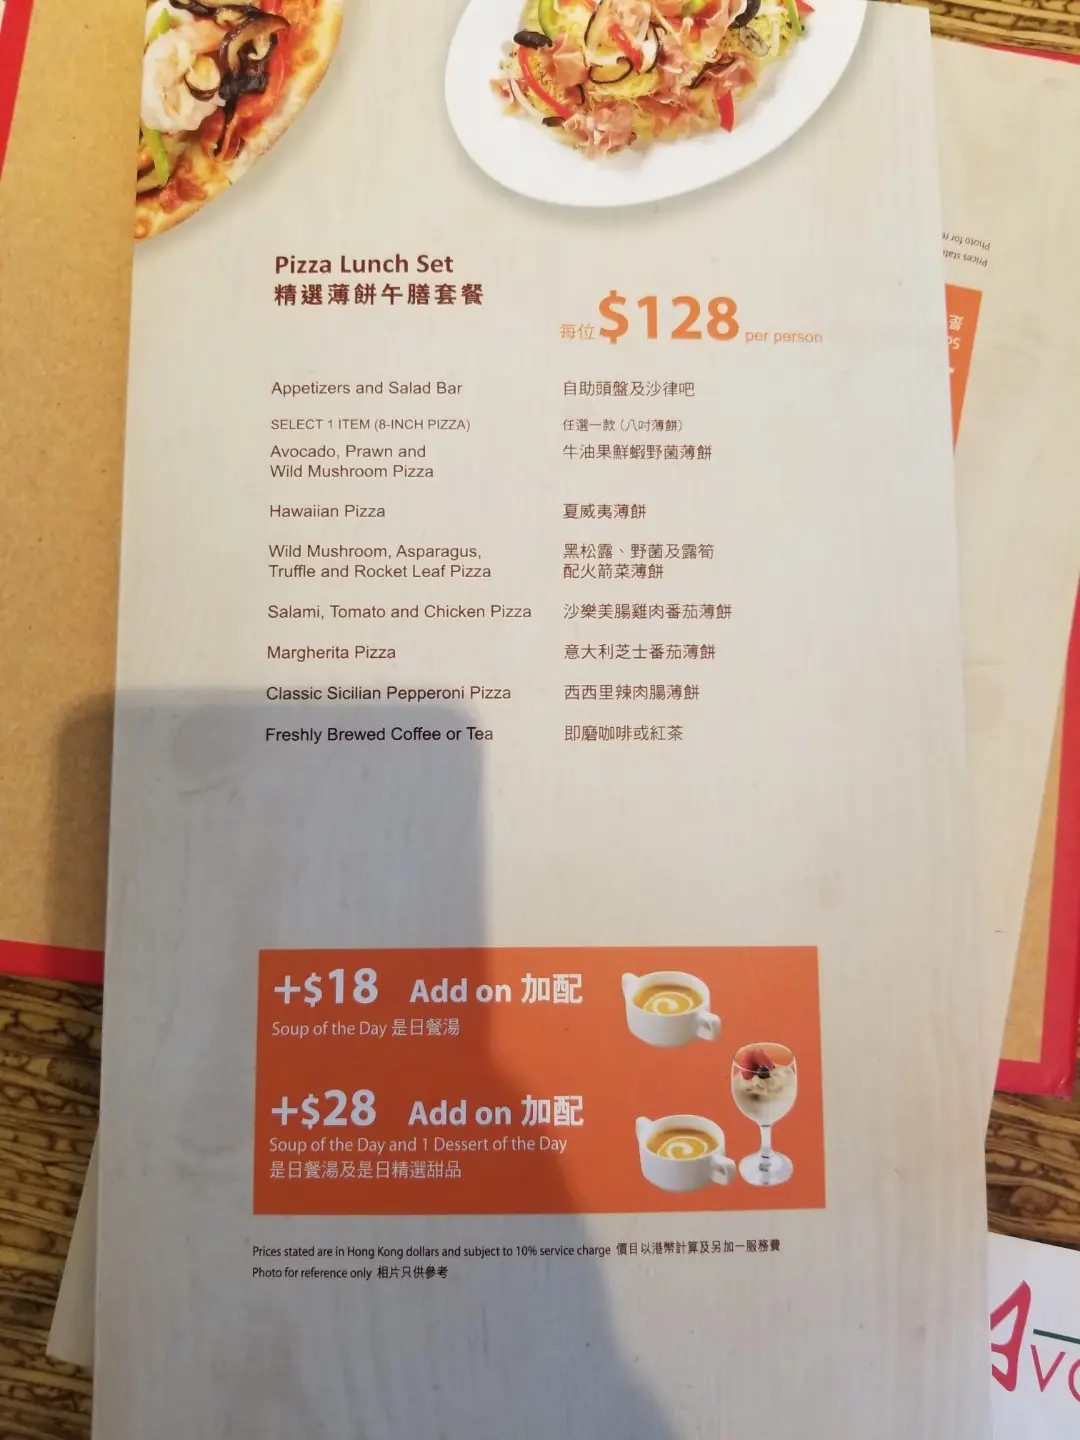 Pizza Lunch Set
精選薄餅午膳套餐
每位 $128 per person
Appetizers and Salad Bar 自助頭盤及沙律吧
SELECT 1 ITEM (8-INCH PIZZA) 任選一款 (八吋薄餅)
Avocado, Prawn and 牛油果鮮蝦野菌薄餅
Wild Mushroom Pizza
Hawaiian Pizza 夏威夷薄餅
Wild Mushroom, Asparagus, 黑松露、野菌及露筍
Truffle and Rocket Leaf Pizza 配火箭菜薄餅
Salami, Tomato and Chicken Pizza 沙樂美腸雞肉番茄薄餅
Margherita Pizza 意大利芝士番茄薄餅
Classic Sicilian Pepperoni Pizza 西西里辣肉腸薄餅
Freshly Brewed Coffee or Tea 即磨咖啡或紅茶
+$18 Add on 加配
Soup of the Day 是日餐湯
+$28 Add on 加配
Soup of the Day and 1 Dessert of the Day
是日餐湯及是日精選甜品
Prices stated are in Hong Kong dollars and subject to 10% service charge 價目以港幣計算及另加一服務費
Photo for reference only 相片只供參考
Photo for
Prices
是